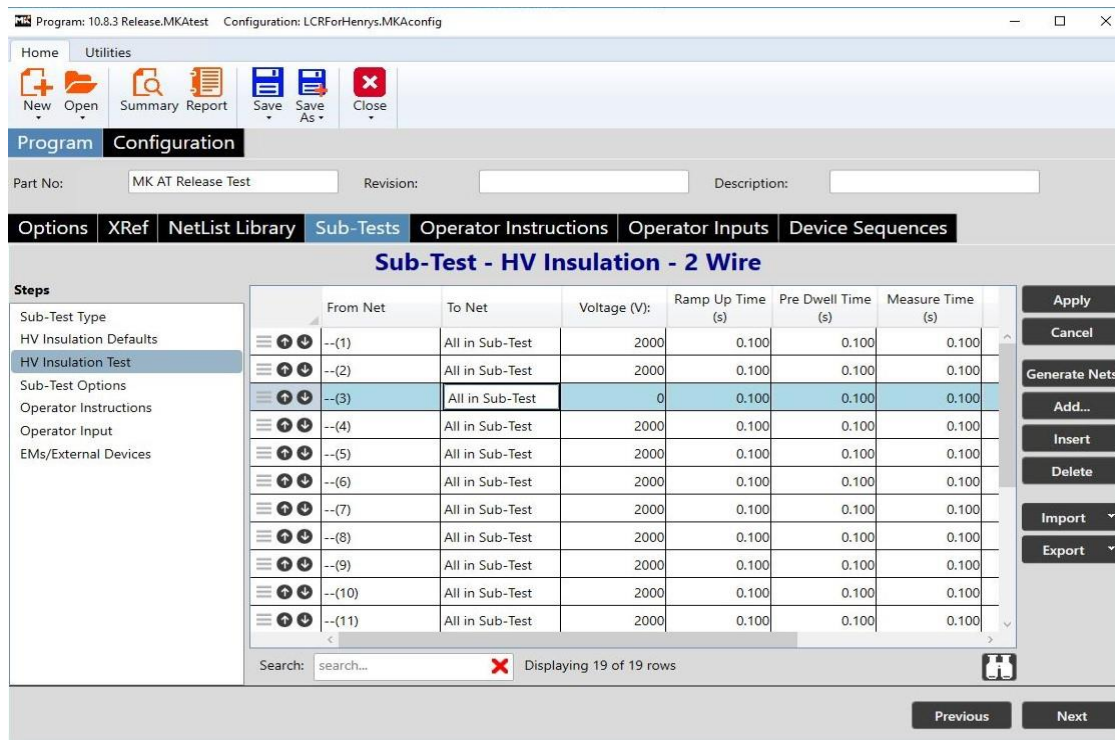 MK Program: 10.8.3 Release.MKAtest Configuration: LCRForHenrys.MKAconfig
Home Utilities
New Open Summary Report Save Save As Close
Program Configuration
Part No: MK AT Release Test Revision: Description:
Options XRef NetList Library Sub-Tests Operator Instructions Operator Inputs Device Sequences
Sub-Test - HV Insulation - 2 Wire
Steps
Sub-Test Type
HV Insulation Defaults
HV Insulation Test
Sub-Test Options
Operator Instructions
Operator Input
EMs/External Devices
From Net To Net Voltage (V): Ramp Up Time (s) Pre Dwell Time (s) Measure Time (s)
--(1) All in Sub-Test 2000 0.100 0.100 0.100
--(2) All in Sub-Test 2000 0.100 0.100 0.100
--(3) All in Sub-Test 0 0.100 0.100 0.100
--(4) All in Sub-Test 2000 0.100 0.100 0.100
--(5) All in Sub-Test 2000 0.100 0.100 0.100
--(6) All in Sub-Test 2000 0.100 0.100 0.100
--(7) All in Sub-Test 2000 0.100 0.100 0.100
--(8) All in Sub-Test 2000 0.100 0.100 0.100
--(9) All in Sub-Test 2000 0.100 0.100 0.100
--(10) All in Sub-Test 2000 0.100 0.100 0.100
--(11) All in Sub-Test 2000 0.100 0.100 0.100
Search: search... Displaying 19 of 19 rows
Apply
Cancel
Generate Nets
Add...
Insert
Delete
Import
Export
Previous Next